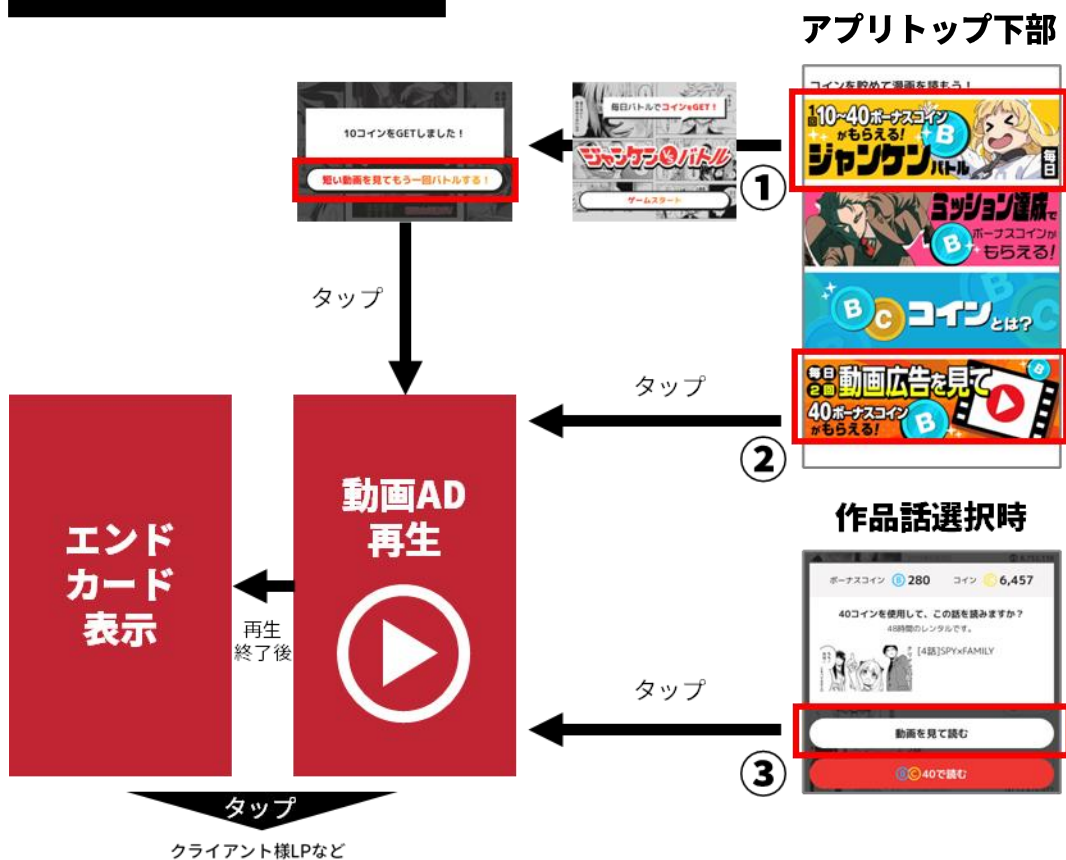 アプリトップ下部
コインを貯めて漫画を読もう！
1回10~40ボーナスコイン
がもらえる!
ジャンケンバトル
毎日
B
①
毎日バトルでコインをGET！
ジャンケンVSバトル
ゲームスタート
10コインをGETしました！
短い動画を見てもう一回バトルする！
ミッション達成で
ボーナスコインが
もらえる!
B
タップ
B C コインとは?
毎日2回動画広告を見て
40ボーナスコイン
がもらえる!
B
タップ
②
動画AD
再生
エンド
カード
表示
再生
終了後
作品話選択時
ボーナスコイン B 280 コイン C 6,457
40コインを使用して、この話を読みますか？
48時間のレンタルです。
[4話]SPY×FAMILY
動画を見て読む
BC40で読む
タップ
③
タップ
クライアント様LPなど